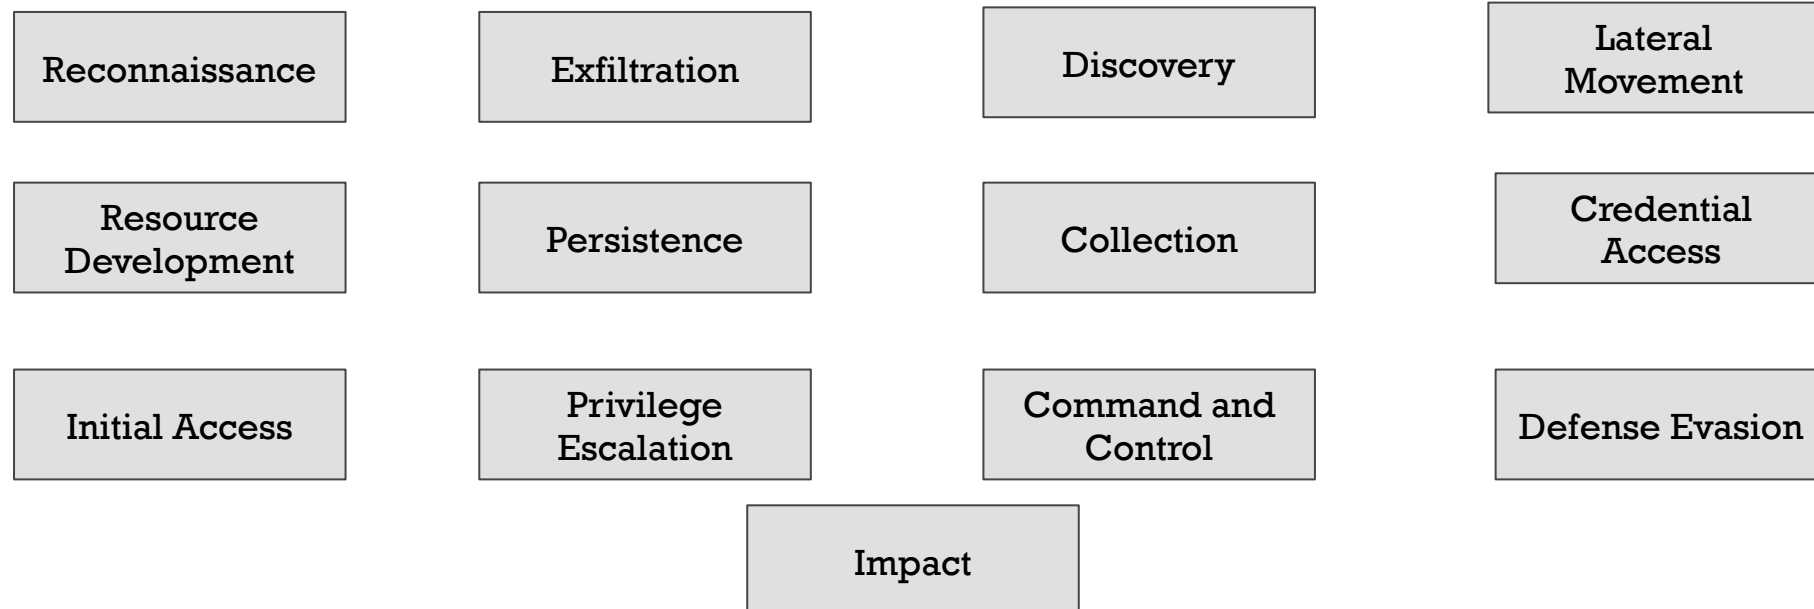 Reconnaissance
Exfiltration
Discovery
Lateral
Movement
Resource
Development
Persistence
Collection
Credential
Access
Initial Access
Privilege
Escalation
Command and
Control
Defense Evasion
Impact